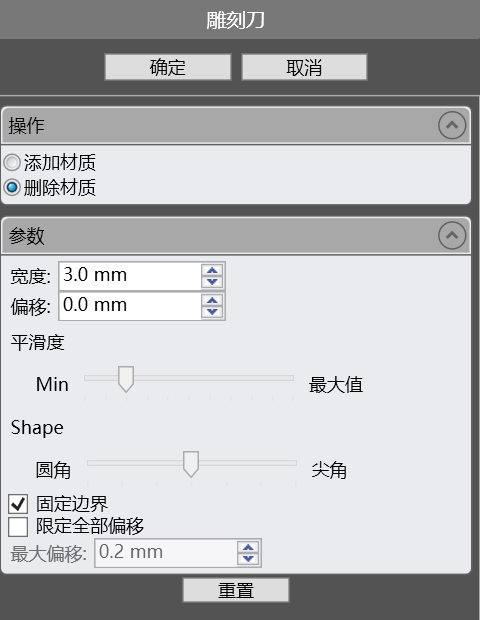 雕刻刀
确定 取消
操作
添加材质
删除材质
参数
宽度: 3.0 mm
偏移: 0.0 mm
平滑度
Min 最大值
Shape
圆角 尖角
固定边界
限定全部偏移
最大偏移: 0.2 mm
重置